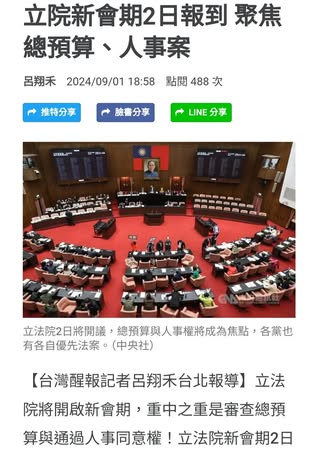 立院新會期2日報到 聚焦
總預算、人事案
呂翔禾 2024/09/01 18:58 點閱 488 次
推特分享 臉書分享 LINE 分享
立法院2日將開議，總預算與人事權將成為焦點，各黨也
有各自優先法案。（中央社）
【台灣醒報記者呂翔禾台北報導】立法
院將開啟新會期，重中之重是審查總預
算與通過人事同意權！立法院新會期2日